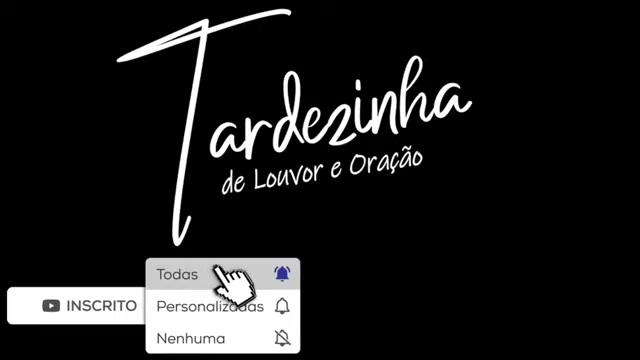 Tardezinha
de Louvor e Oração
Todas
INSCRITO
Personalizadas
Nenhuma